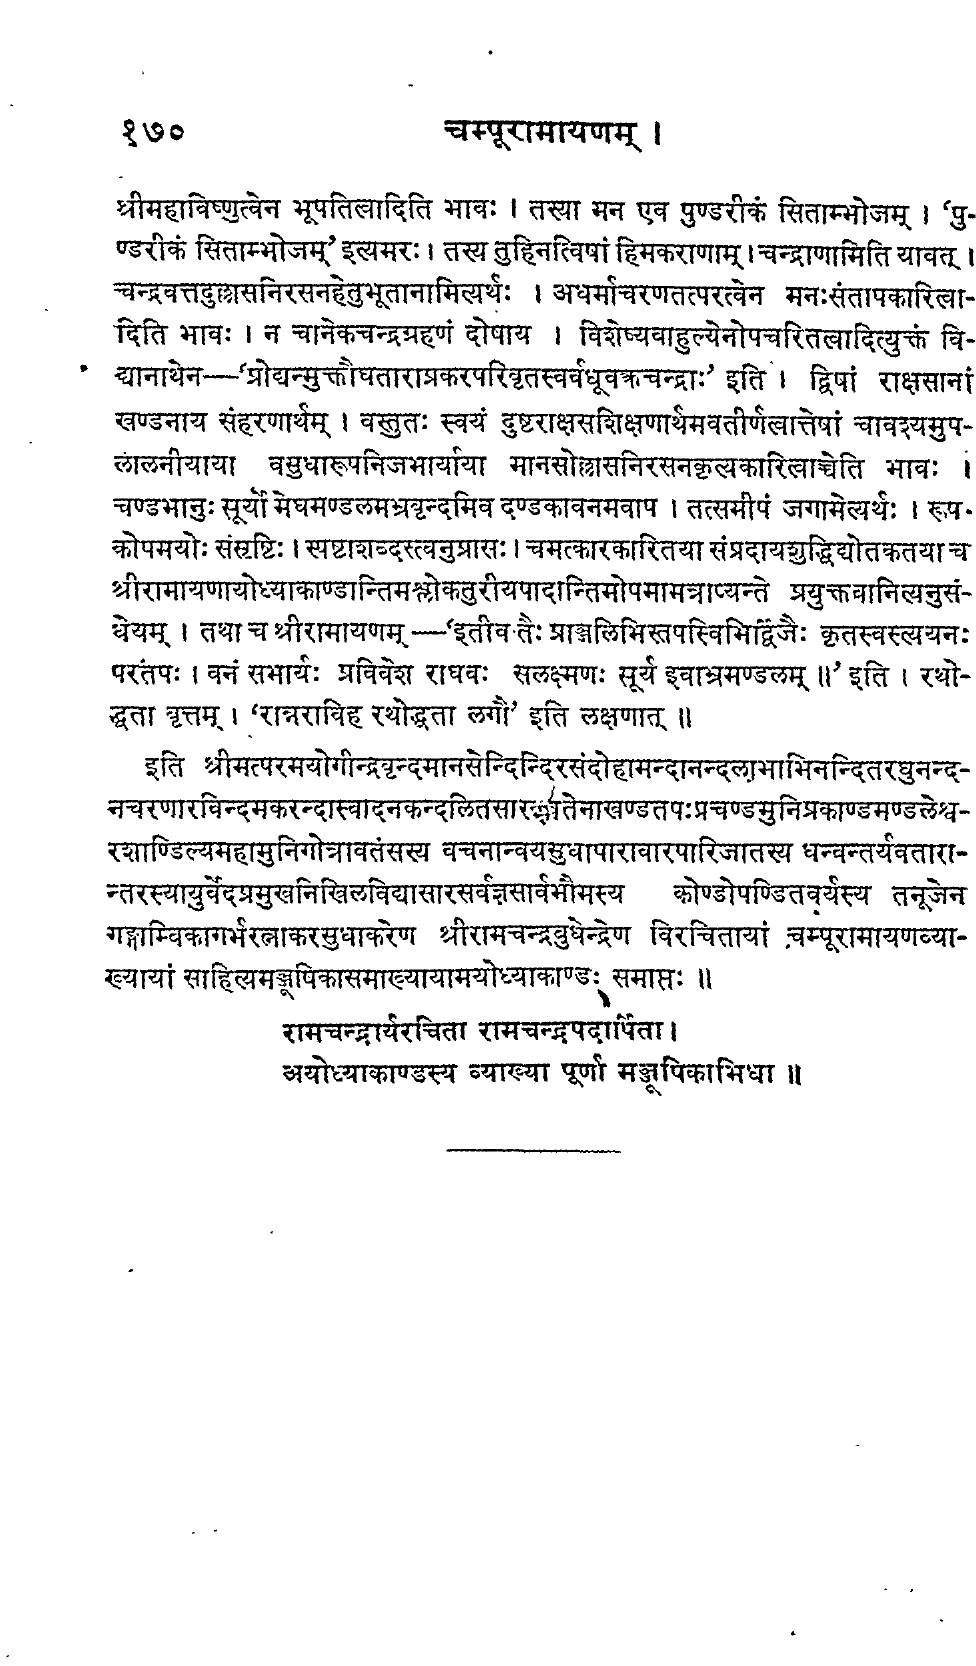 १७० चम्पूरामायणम् ।
श्रीमहाविष्णुत्वेन भूपतित्वादिति भावः । तस्या मन एव पुण्डरीकं सिताम्भोजम् । ‘पु-
ण्डरीकं सिताम्भोजम्’ इत्यमरः । तस्य तुहिनत्विषां हिमकराणाम् । चन्द्राणामिति यावत् ।
चन्द्रवत्तदुल्लासनिरसनहेतुभूतानामित्यर्थः । अधर्माचरणतत्परत्वेन मनःसंतापकारित्वा-
दिति भावः । न चानेकचन्द्रग्रहणं दोषाय । विशेष्यवाहुल्येनोपचरितत्वादित्युक्तं वि-
द्यानाथेन—‘प्रोद्यन्मुक्तौघताराप्रकरपरिवृतस्वर्वधूवक्रचन्द्राः’ इति । द्विषां राक्षसानां
खण्डनाय संहरणार्थम् । वस्तुतः स्वयं दुष्टराक्षसशिक्षणार्थमवतीर्णत्वात्तेषां चावश्यमुप-
लालनीयाया वसुधारूपनिजभार्याया मानसोल्लासनिरसनकृत्यकारित्वाच्चेति भावः ।
चण्डभानुः सूर्यो मेघमण्डलमभ्रवृन्दमिव दण्डकावनमवाप । तत्समीपं जगामेत्यर्थः । रूप-
कोपमयोः संसृष्टिः । स्पष्टाशब्दस्त्वनुप्रासः । चमत्कारकारितया संप्रदायशुद्धिद्योतकतया च
श्रीरामायणायोध्याकाण्डान्तिमश्लोकतुरीयपादान्तिमोपमामत्राप्यन्ते प्रयुक्तवानित्यनुसं-
धेयम् । तथा च श्रीरामायणम्—‘इतीव तैः प्राञ्जलिभिस्तपस्विभिर्द्विजैः कृतस्वस्त्ययनः
परंतपः । वनं सभार्यः प्रविवेश राघवः सलक्ष्मणः सूर्य इवाभ्रमण्डलम् ॥’ इति । रथो-
द्धता वृत्तम् । ‘रान्नराविह रथोद्धता लगौ’ इति लक्षणात् ॥
इति श्रीमत्परमयोगीन्द्रवृन्दमानसेन्दिन्दिरसंदोहामन्दानन्दलाभाभिनन्दितरघुनन्द-
नचरणारविन्दमकरन्दास्वादनकन्दलितसारस्वतेनाखण्डतपःप्रचण्डमुनिप्रकाण्डमण्डलेश्व-
रशाण्डिल्यमहामुनिगोत्रावतंसस्य वचनान्वयसुधापारावारपारिजातस्य धन्वन्तर्यवतारा-
न्तरस्यायुर्वेदप्रमुखनिखिलविद्यासारसर्वज्ञसार्वभौमस्य कोण्डोपण्डितवर्यस्य तनूजेन
गङ्गाम्विकागर्भरत्नाकरसुधाकरेण श्रीरामचन्द्रवुधेन्द्रेण विरचितायां चम्पूरामायणव्या-
ख्यायां साहित्यमञ्जूषिकासमाख्यायामयोध्याकाण्डः समाप्तः ॥
रामचन्द्रार्यरचिता रामचन्द्रपदार्पिता ।
अयोध्याकाण्डस्य व्याख्या पूर्णा मञ्जूषिकाभिधा ॥